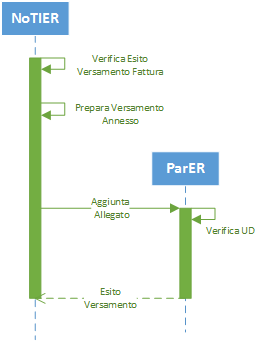 NoTIER
Verifica Esito
Versamento Fattura
Prepara Versamento
Annesso
ParER
Aggiunta
Allegato
Verifica UD
Esito
Versamento